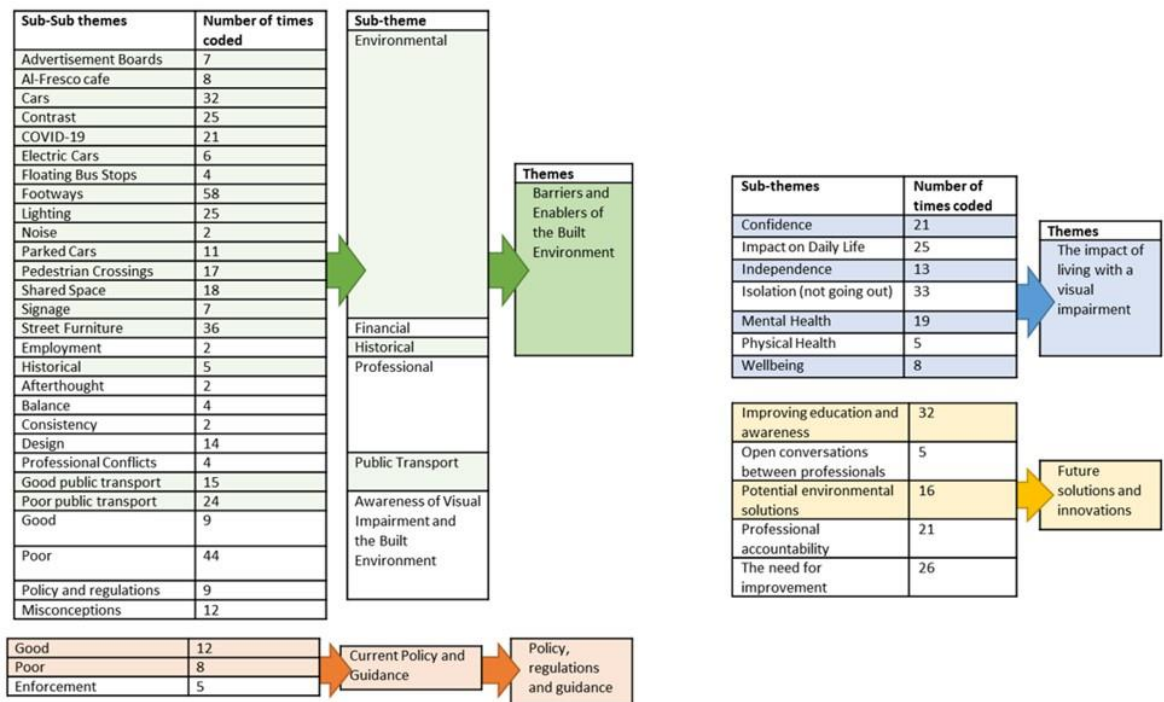 Sub-Sub themes Number of times coded
Advertisement Boards 7
Al-Fresco cafe 8
Cars 32
Contrast 25
COVID-19 21
Electric Cars 6
Floating Bus Stops 4
Footways 58
Lighting 25
Noise 2
Parked Cars 11
Pedestrian Crossings 17
Shared Space 18
Signage 7
Street Furniture 36
Employment 2
Historical 5
Afterthought 2
Balance 4
Consistency 2
Design 14
Professional Conflicts 4
Good public transport 15
Poor public transport 24
Good 9
Poor 44
Policy and regulations 9
Misconceptions 12
Sub-theme
Environmental
Financial
Historical
Professional
Public Transport
Awareness of Visual
Impairment and
the Built
Environment
Themes
Barriers and
Enablers of
the Built
Environment
Good 12
Poor 8
Enforcement 5
Current Policy and
Guidance
Policy,
regulations
and guidance
Sub-themes Number of
times coded
Confidence 21
Impact on Daily Life 25
Independence 13
Isolation (not going out) 33
Mental Health 19
Physical Health 5
Wellbeing 8
Themes
The impact of
living with a
visual
impairment
Improving education and 32
awareness
Open conversations 5
between professionals
Potential environmental 16
solutions
Professional 21
accountability
The need for 26
improvement
Future
solutions and
innovations